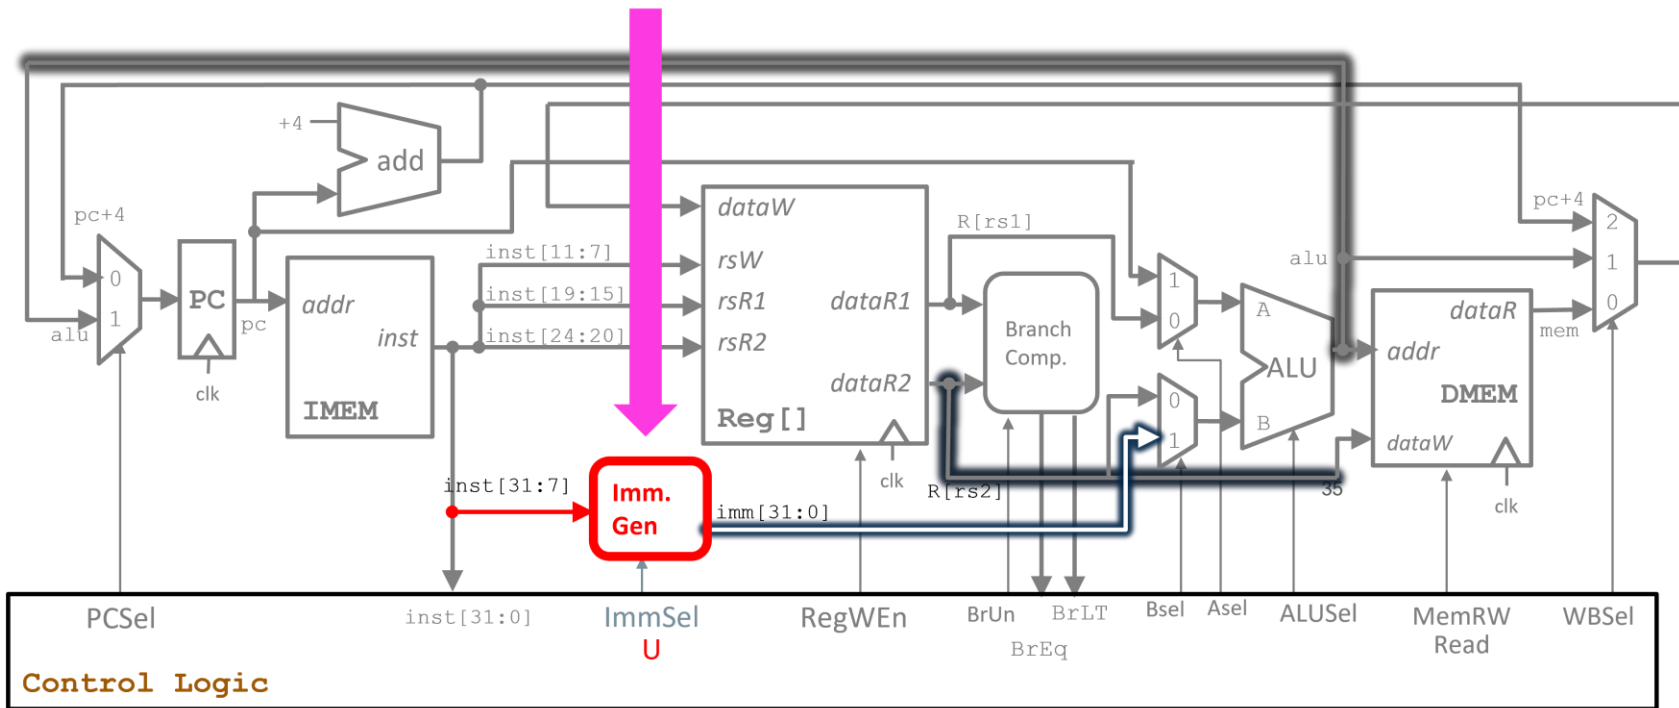 +4
add
pc+4
0
1
alu
PC
pc
clk
addr
inst
IMEM
inst[11:7]
inst[19:15]
inst[24:20]
dataW
rsW
rsR1
rsR2
dataR1
dataR2
Reg[]
clk
R[rs1]
R[rs2]
Branch
Comp.
1
0
0
1
A
ALU
B
alu
addr
dataR
DMEM
dataW
clk
35
pc+4
2
1
0
mem
inst[31:7]
Imm.
Gen
imm[31:0]
PCSel
inst[31:0]
ImmSel
U
RegWEn
BrUn
BrEq
BrLT
Bsel
Asel
ALUSel
MemRW
Read
WBSel
Control Logic